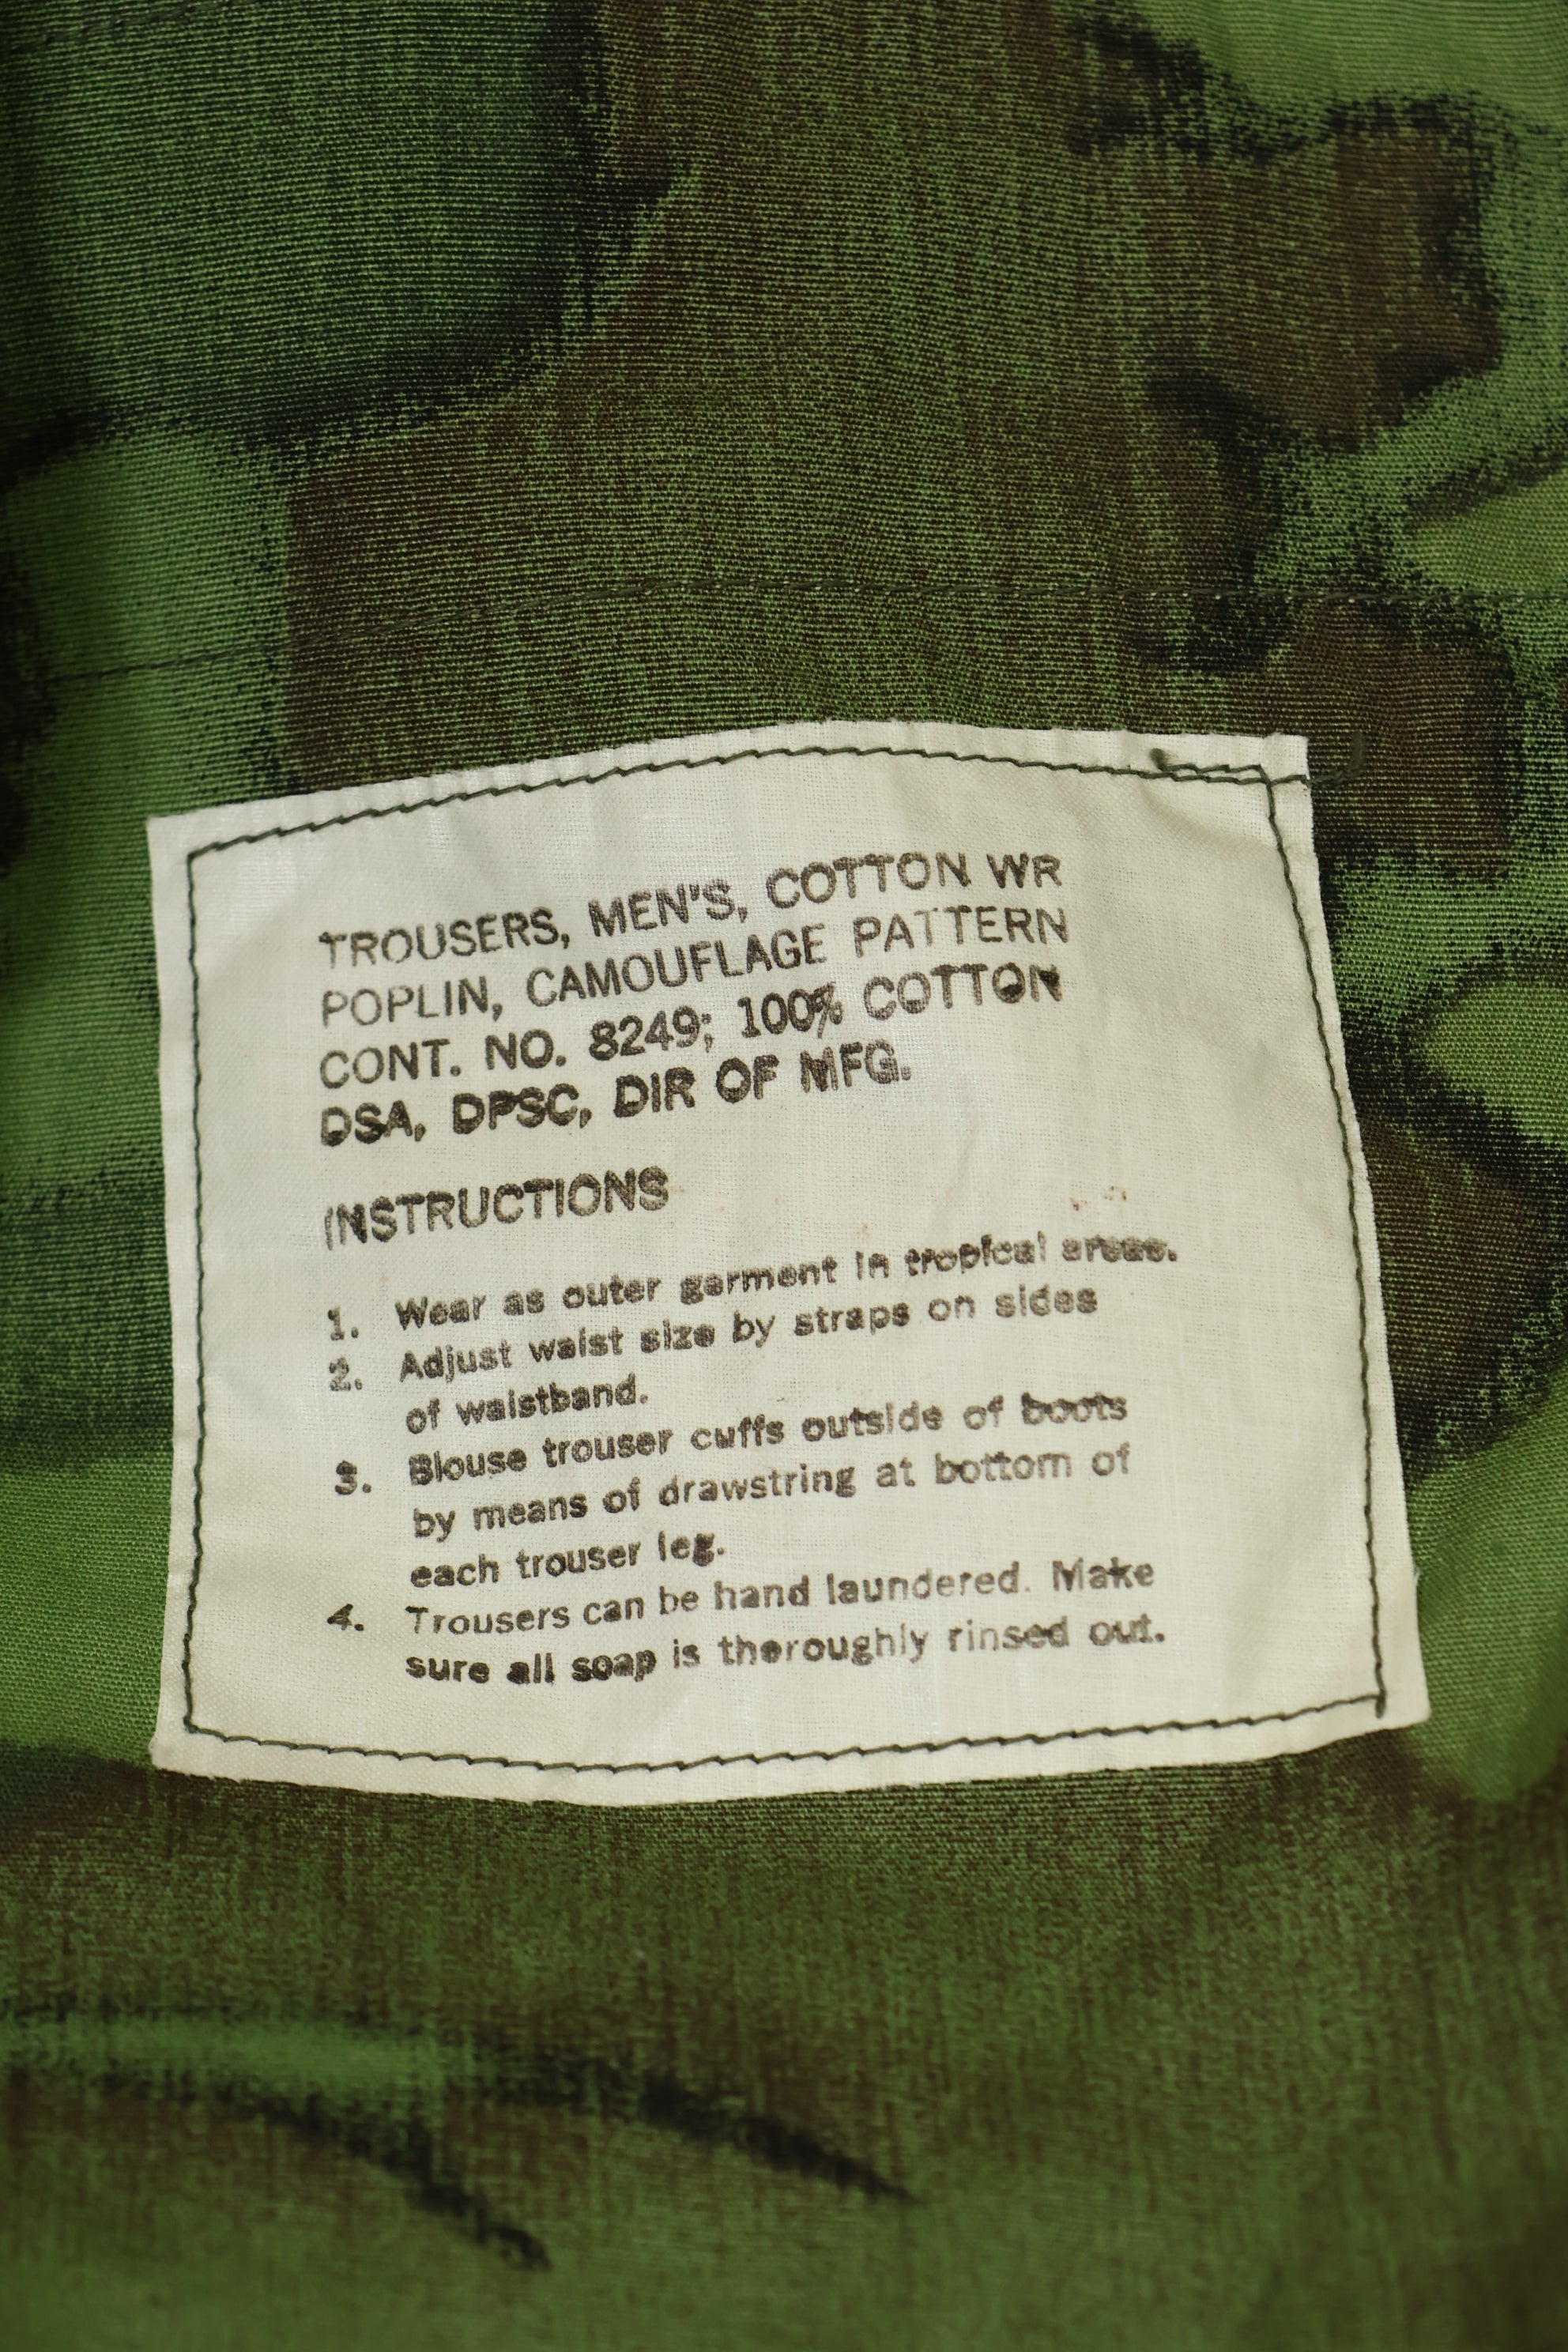 TROUSERS, MEN'S, COTTON WR
POPLIN, CAMOUFLAGE PATTERN
CONT. NO. 8249; 100% COTTON
DSA, DPSC, DIR OF MFG.
INSTRUCTIONS
1. Wear as outer garment in tropical areas.
2. Adjust waist size by straps on sides
of waistband.
3. Blouse trouser cuffs outside of boots
by means of drawstring at bottom of
each trouser leg.
4. Trousers can be hand laundered. Make
sure all soap is thoroughly rinsed out.